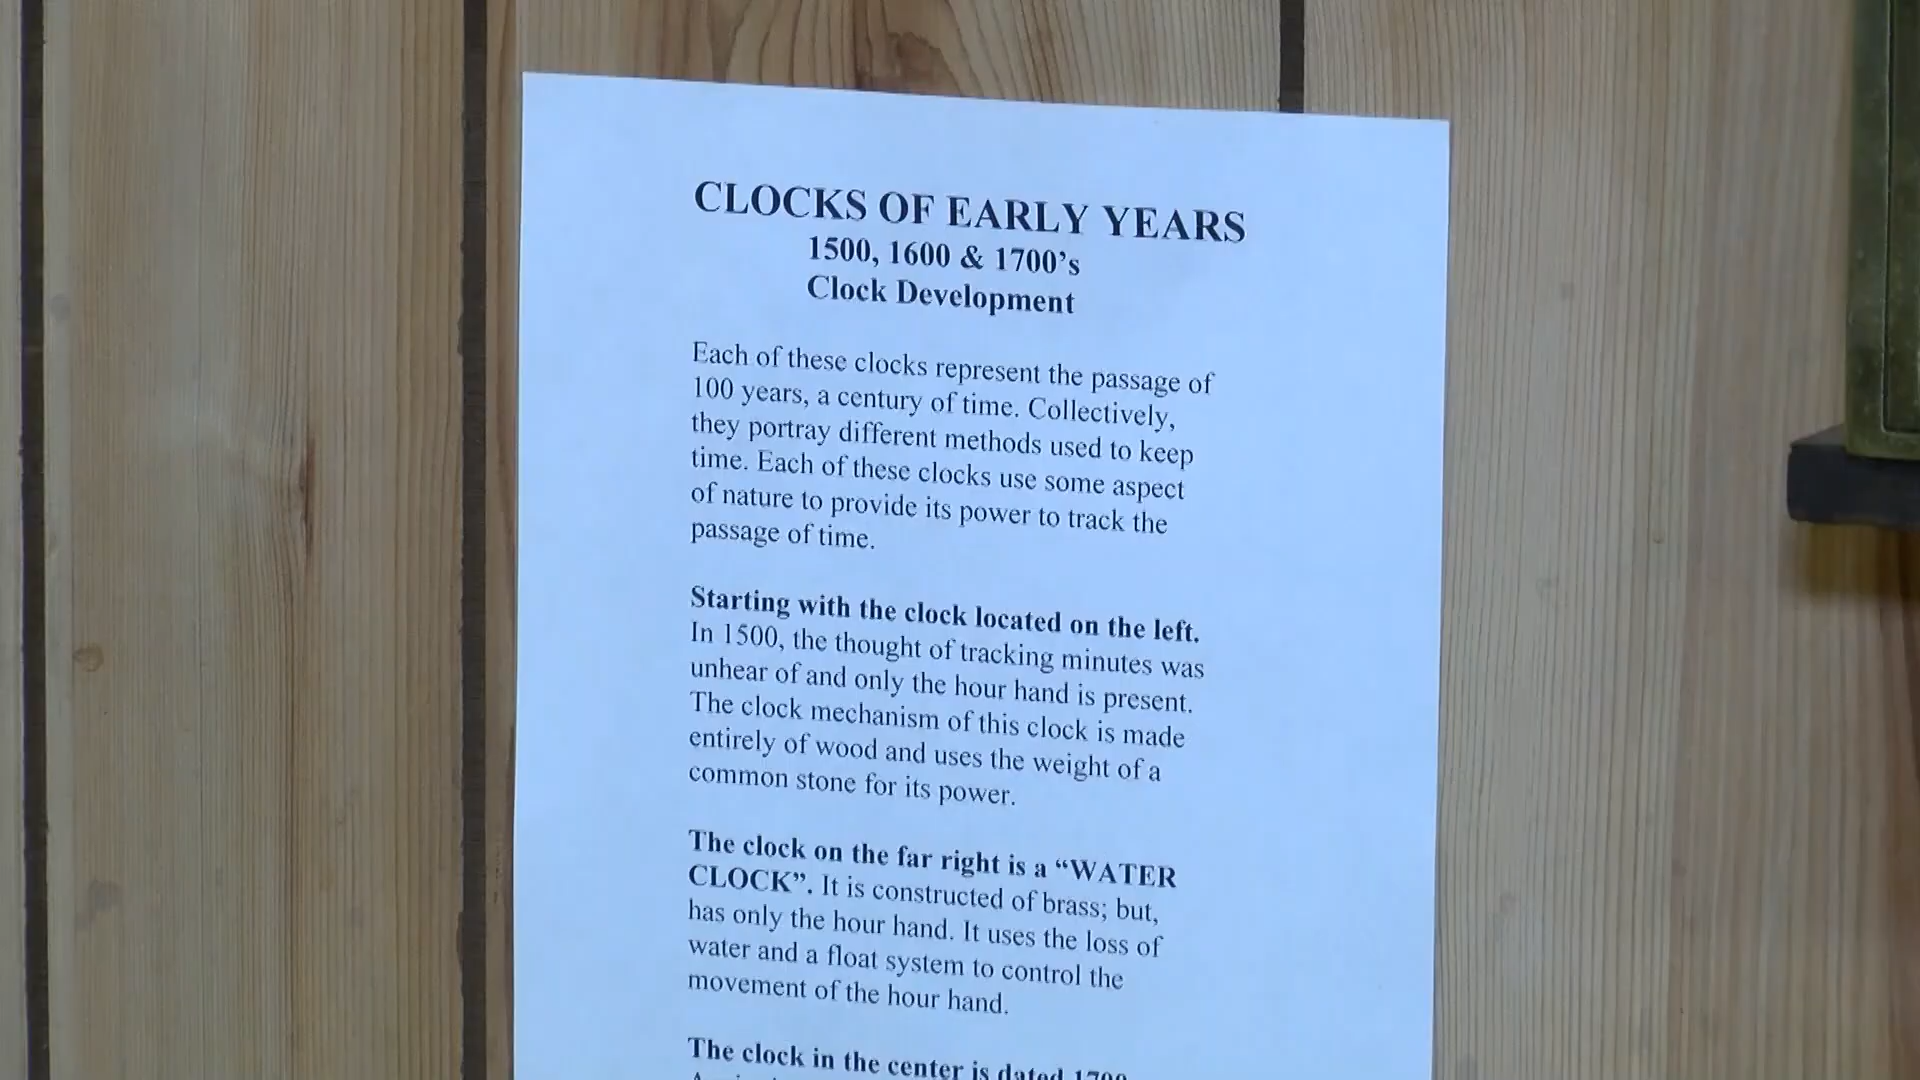 CLOCKS OF EARLY YEARS
1500, 1600 & 1700's
Clock Development
Each of these clocks represent the passage of
100 years, a century of time. Collectively,
they portray different methods used to keep
time. Each of these clocks use some aspect
of nature to provide its power to track the
passage of time.
Starting with the clock located on the left.
In 1500, the thought of tracking minutes was
unhear of and only the hour hand is present.
The clock mechanism of this clock is made
entirely of wood and uses the weight of a
common stone for its power.
The clock on the far right is a “WATER
CLOCK”. It is constructed of brass; but,
has only the hour hand. It uses the loss of
water and a float system to control the
movement of the hour hand.
The clock in the center is dated 1700